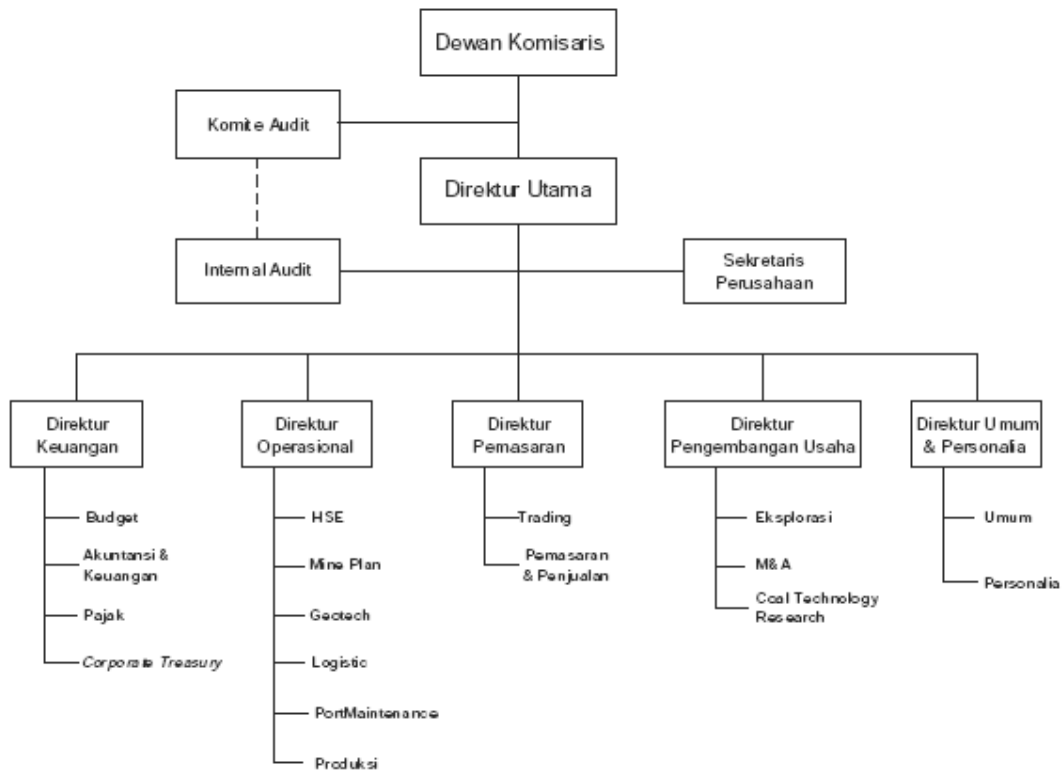 Dewan Komisaris
Komite Audit
Direktur Utama
Internal Audit
Sekretaris
Perusahaan
Direktur
Keuangan
Direktur
Operasional
Direktur
Pemasaran
Direktur
Pengembangan Usaha
Direktur Umum
& Personalia
Budget
Akuntansi &
Keuangan
Pajak
Corporate Treasury
HSE
Mine Plan
Geotech
Logistic
PortMaintenance
Produksi
Trading
Pemasaran
& Penjualan
Eksplorasi
M&A
Coal Technology
Research
Umum
Personalia